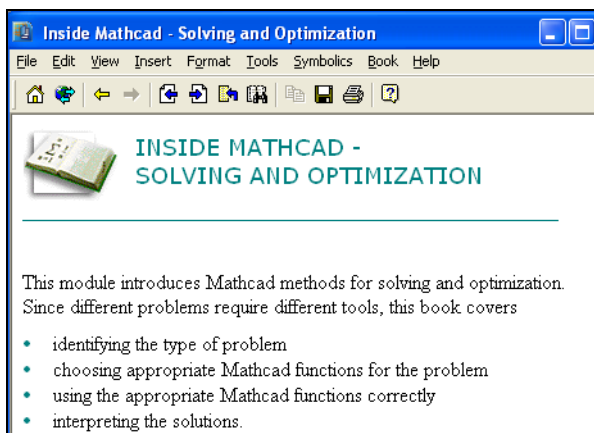 Inside Mathcad - Solving and Optimization
File Edit View Insert Format Tools Symbolics Book Help
INSIDE MATHCAD -
SOLVING AND OPTIMIZATION
This module introduces Mathcad methods for solving and optimization.
Since different problems require different tools, this book covers
• identifying the type of problem
• choosing appropriate Mathcad functions for the problem
• using the appropriate Mathcad functions correctly
• interpreting the solutions.